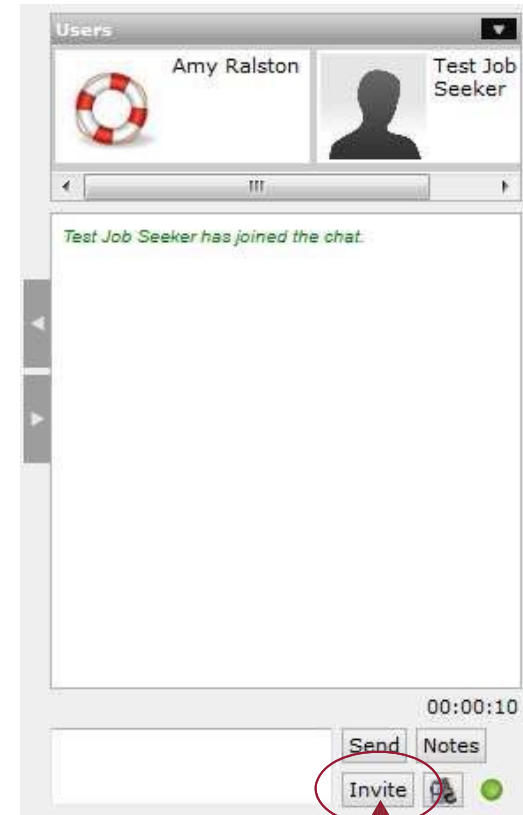 Users
Amy Ralston
Test Job
Seeker
Test Job Seeker has joined the chat.
00:00:10
Send
Notes
Invite